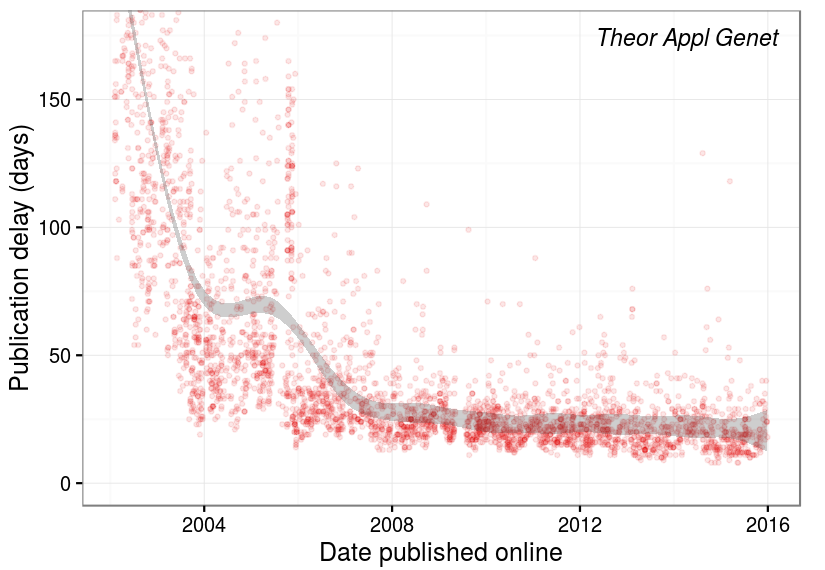 Theor Appl Genet
150
100
50
0
Publication delay (days)
2004 2008 2012 2016
Date published online